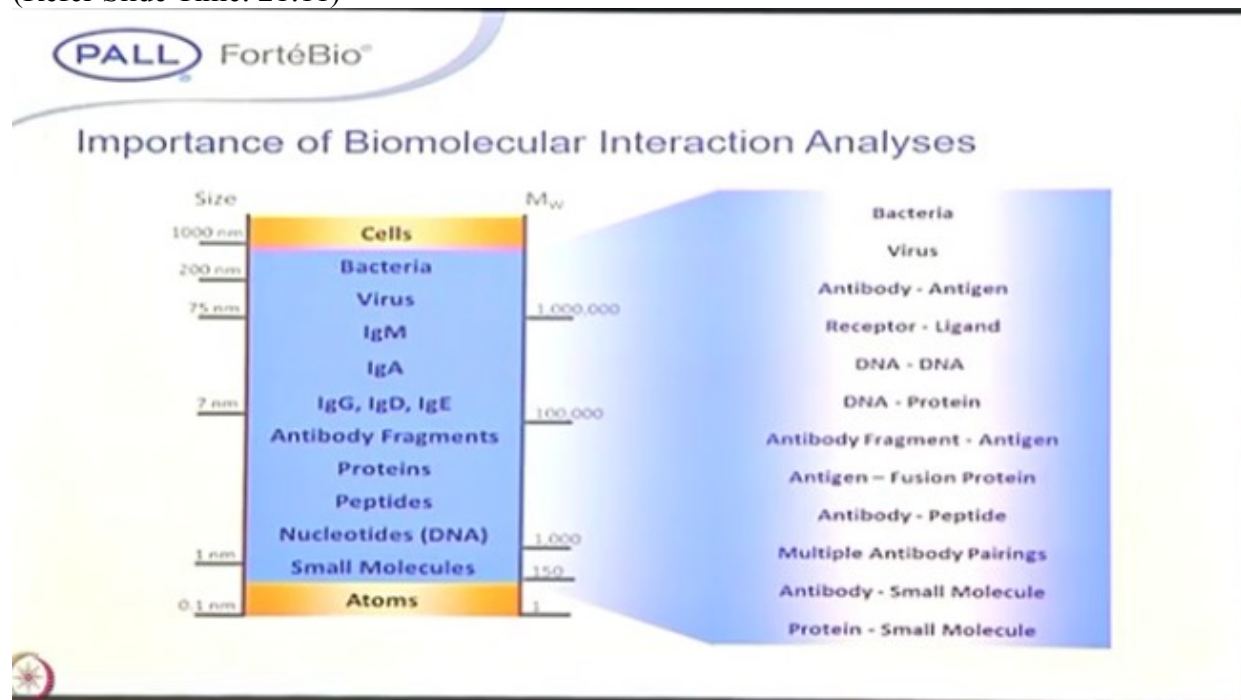 PALL FortéBio®
Importance of Biomolecular Interaction Analyses
Size
1000 nm
200 nm
75 nm
7 nm
1 nm
0.1 nm
Cells
Bacteria
Virus
IgM
IgA
IgG, IgD, IgE
Antibody Fragments
Proteins
Peptides
Nucleotides (DNA)
Small Molecules
Atoms
Mw
1,000,000
100,000
1,000
150
1
Bacteria
Virus
Antibody - Antigen
Receptor - Ligand
DNA - DNA
DNA - Protein
Antibody Fragment - Antigen
Antigen – Fusion Protein
Antibody - Peptide
Multiple Antibody Pairings
Antibody - Small Molecule
Protein - Small Molecule